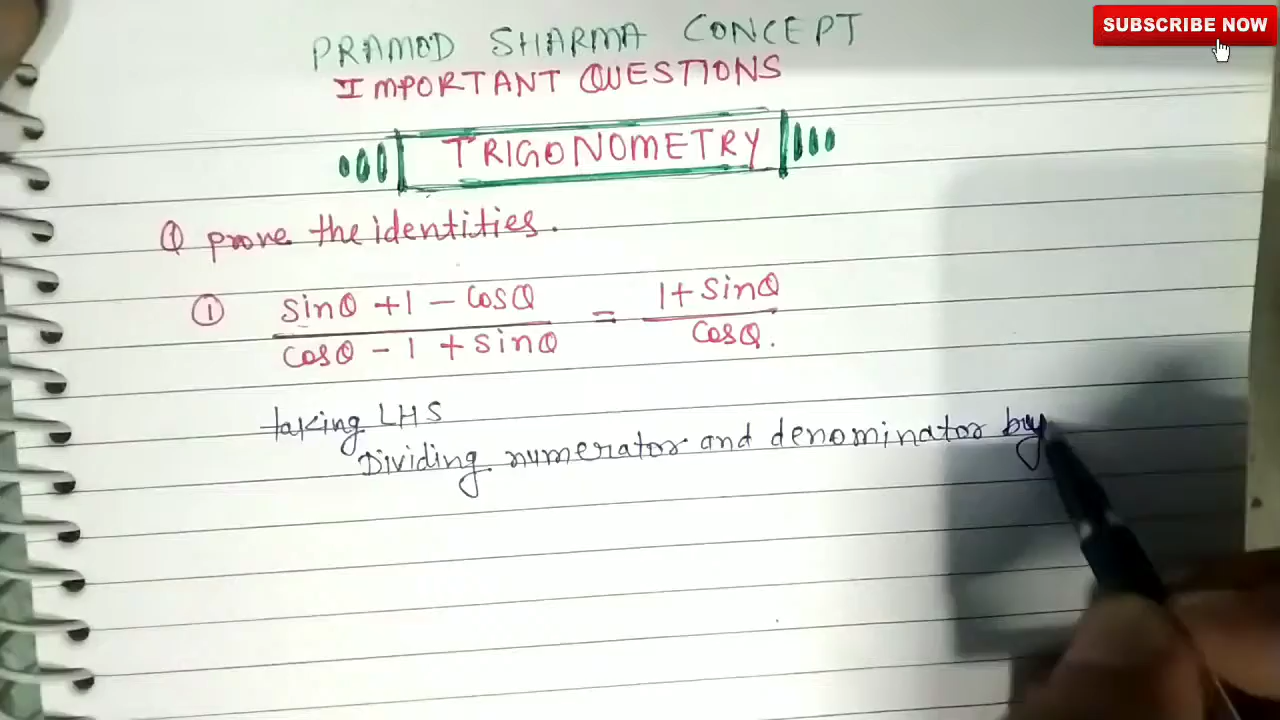 SUBSCRIBE NOW
PRAMOD SHARMA CONCEPT
IMPORTANT QUESTIONS
TRIGONOMETRY
Q prove the identities.
① sinθ + 1 - cosθ / cosθ - 1 + sinθ = 1 + sinθ / cosθ.
taking LHS
Dividing numerator and denominator by